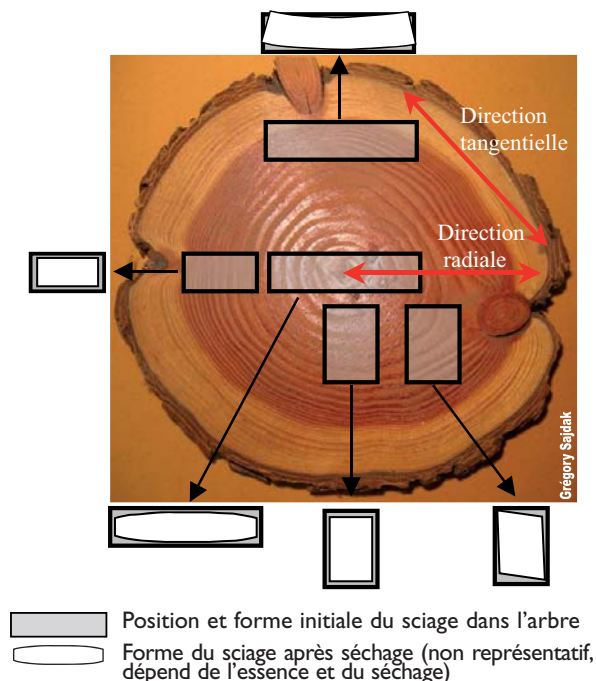 Direction
tangentielle
Direction
radiale
Grégory Sajdak
Position et forme initiale du sciage dans l’arbre
Forme du sciage après séchage (non représentatif,
dépend de l’essence et du séchage)